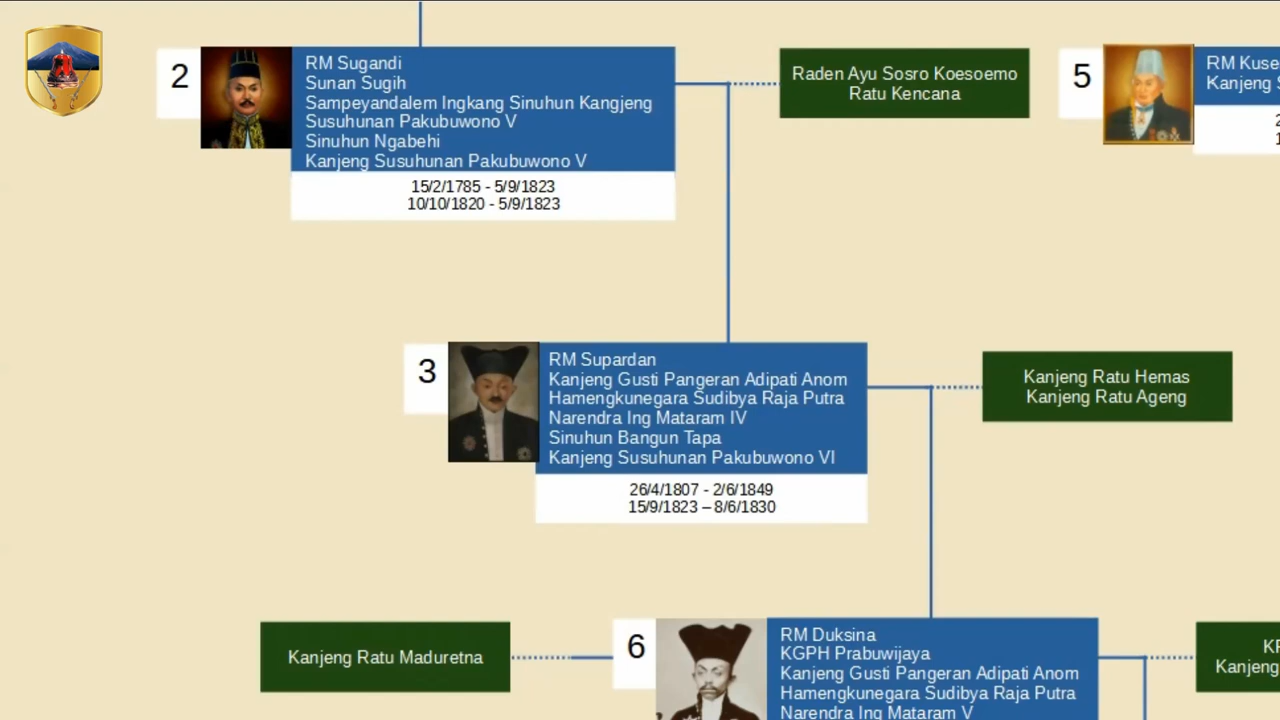 2
RM Sugandi
Sunan Sugih
Sampeyandalem Ingkang Sinuhun Kangjeng
Susuhunan Pakubuwono V
Sinuhun Ngabehi
Kanjeng Susuhunan Pakubuwono V
15/2/1785 - 5/9/1823
10/10/1820 - 5/9/1823
Raden Ayu Sosro Koesoemo
Ratu Kencana
5
RM Kuse
Kanjeng S
3
RM Supardan
Kanjeng Gusti Pangeran Adipati Anom
Hamengkunegara Sudibya Raja Putra
Narendra Ing Mataram IV
Sinuhun Bangun Tapa
Kanjeng Susuhunan Pakubuwono VI
26/4/1807 - 2/6/1849
15/9/1823 – 8/6/1830
Kanjeng Ratu Hemas
Kanjeng Ratu Ageng
Kanjeng Ratu Maduretna
6
RM Duksina
KGPH Prabuwijaya
Kanjeng Gusti Pangeran Adipati Anom
Hamengkunegara Sudibya Raja Putra
Narendra Ing Mataram V
Kanjeng